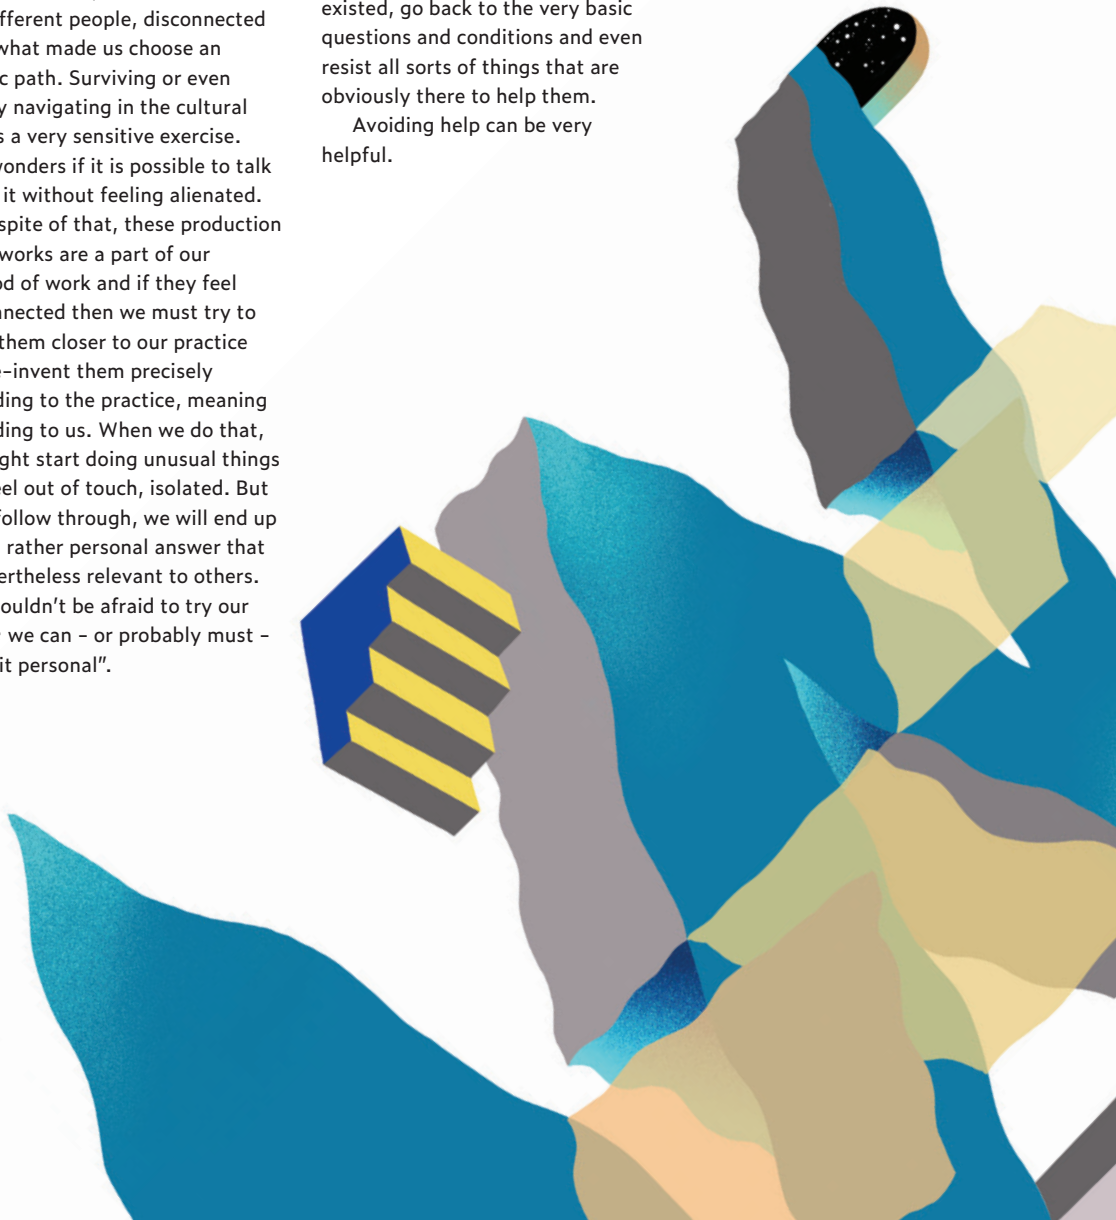 fferent people, disconnected
what made us choose an
c path. Surviving or even
y navigating in the cultural
s a very sensitive exercise.
wonders if it is possible to talk
it without feeling alienated.
spite of that, these production
works are a part of our
od of work and if they feel
nnected then we must try to
them closer to our practice
e-invent them precisely
ding to the practice, meaning
ding to us. When we do that,
ght start doing unusual things
eel out of touch, isolated. But
follow through, we will end up
rather personal answer that
ertheless relevant to others.
ouldn't be afraid to try our
we can – or probably must –
it personal”.
existed, go back to the very basic
questions and conditions and even
resist all sorts of things that are
obviously there to help them.
Avoiding help can be very
helpful.